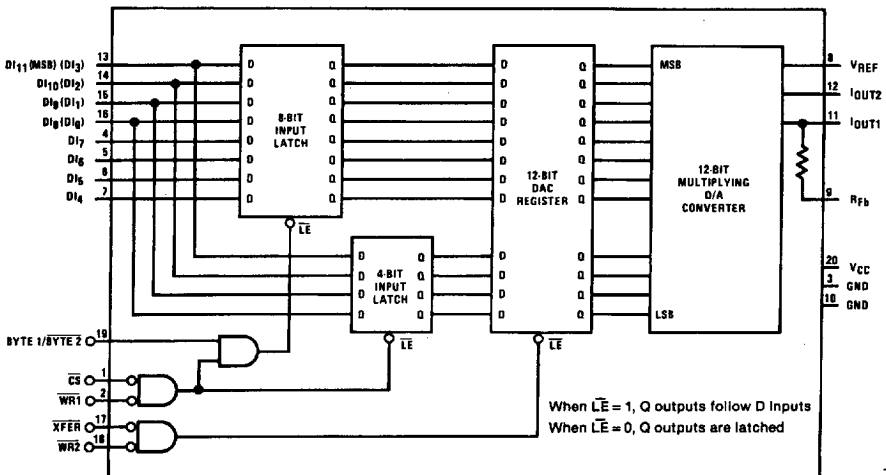 DI11(MSB) (DI3) 13
DI10(DI2) 14
DI9(DI1) 15
DI8(DI0) 16
DI7 4
DI6 5
DI5 6
DI4 7
D Q
D Q
D Q
D Q
D Q
D Q
D Q
D Q
8-BIT
INPUT
LATCH
LE
D Q
D Q
D Q
D Q
4-BIT
INPUT
LATCH
LE
D Q
D Q
D Q
D Q
D Q
D Q
D Q
D Q
D Q
D Q
D Q
D Q
12-BIT
DAC
REGISTER
LE
MSB
12-BIT
MULTIPLYING
D/A
CONVERTER
LSB
8 VREF
12 IOUT2
11 IOUT1
9 RFb
20 VCC
3 GND
10 GND
BYTE 1/BYTE 2 19
CS 1
WR1 2
XFER 17
WR2 18
When LE = 1, Q outputs follow D Inputs
When LE = 0, Q outputs are latched